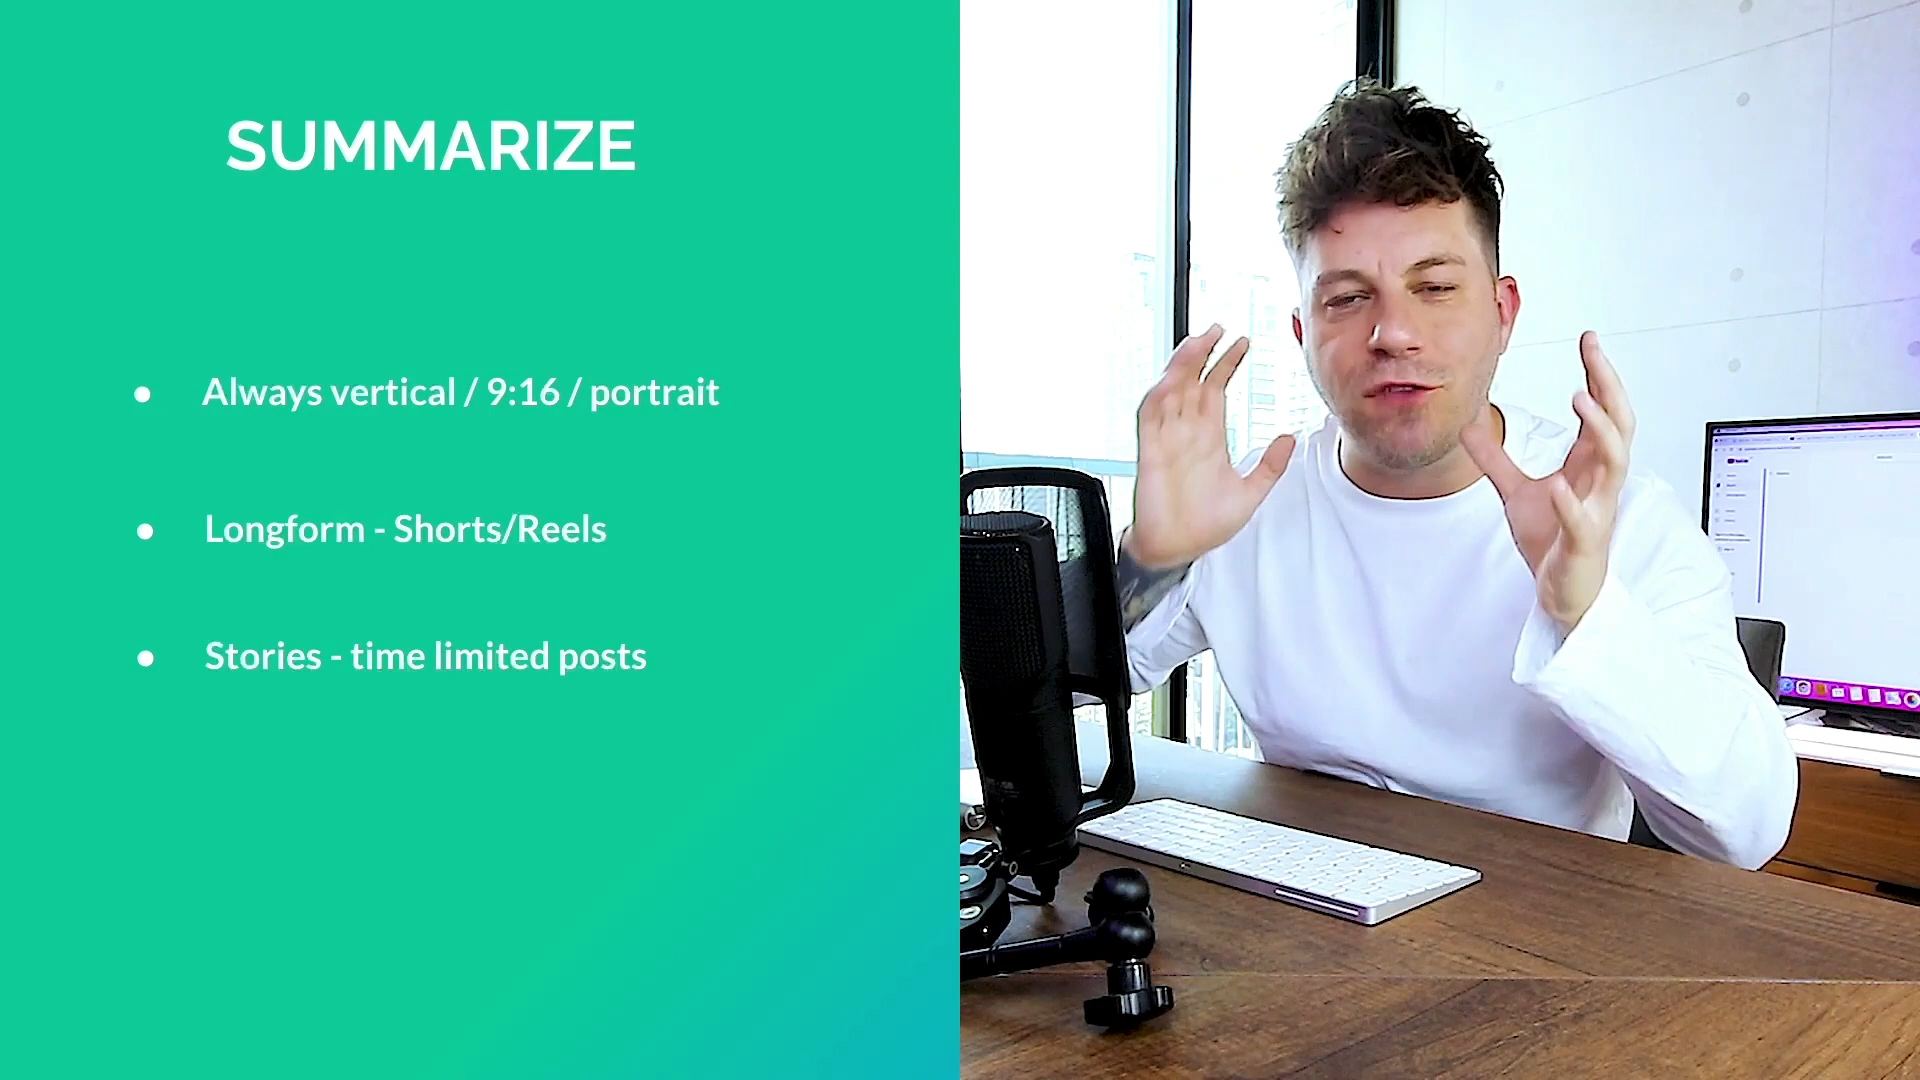 SUMMARIZE
• Always vertical / 9:16 / portrait
• Longform - Shorts/Reels
• Stories - time limited posts